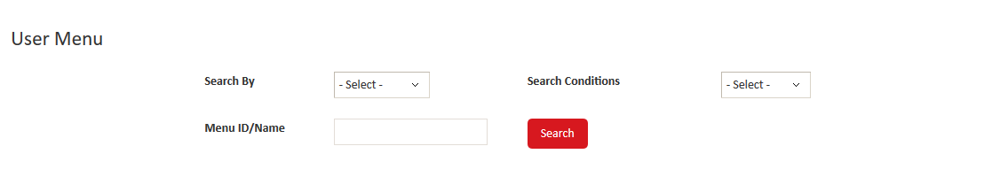 User Menu
Search By - Select - Search Conditions - Select -
Menu ID/Name Search